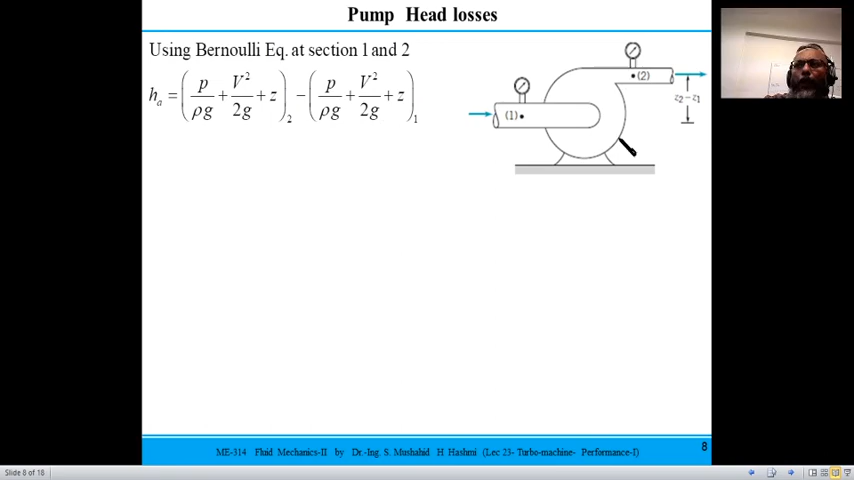 Pump Head losses
Using Bernoulli Eq. at section 1 and 2
hₐ = (p/ρg + V²/2g + z)₂ − (p/ρg + V²/2g + z)₁
(2)
z₂ − z₁
(1)
8
ME-314 Fluid Mechanics-II by Dr.-Ing. S. Mushahid H Hashmi (Lec 23- Turbo-machine- Performance-I)
Slide 8 of 18